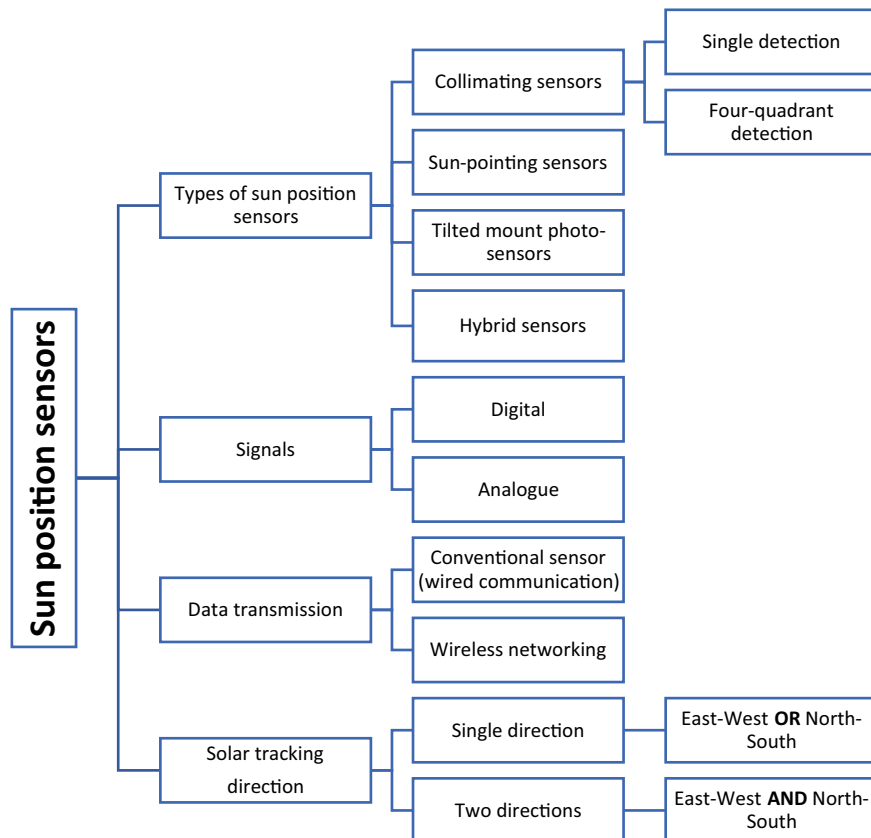 Sun position sensors
Types of sun position
sensors
Collimating sensors
Single detection
Four-quadrant
detection
Sun-pointing sensors
Tilted mount photo-
sensors
Hybrid sensors
Signals
Digital
Analogue
Data transmission
Conventional sensor
(wired communication)
Wireless networking
Solar tracking
direction
Single direction
East-West OR North-
South
Two directions
East-West AND North-
South